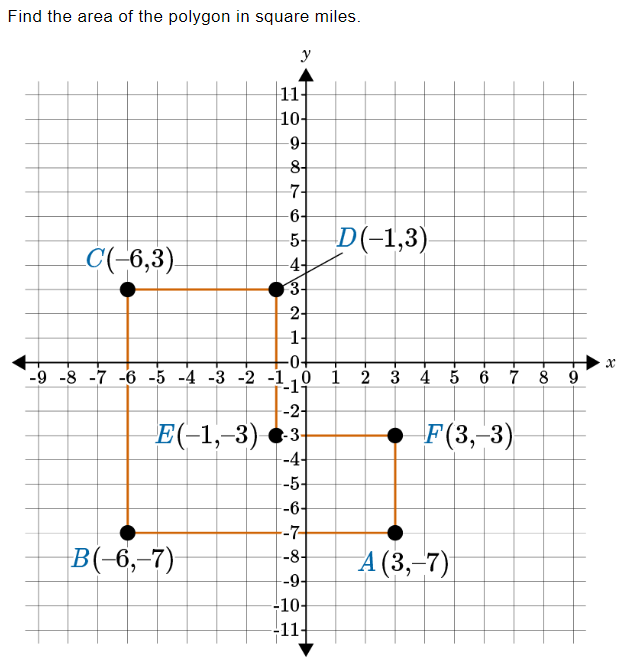 Find the area of the polygon in square miles.
y
11
10
9
8
7
6
5
D(−1,3)
C(−6,3)
4
3
2
1
0
x
-9 -8 -7 -6 -5 -4 -3 -2 -1 0 1 2 3 4 5 6 7 8 9
-1
-2
E(−1,−3) -3 F(3,−3)
-4
-5
-6
-7
B(−6,−7) -8 A(3,−7)
-9
-10
-11